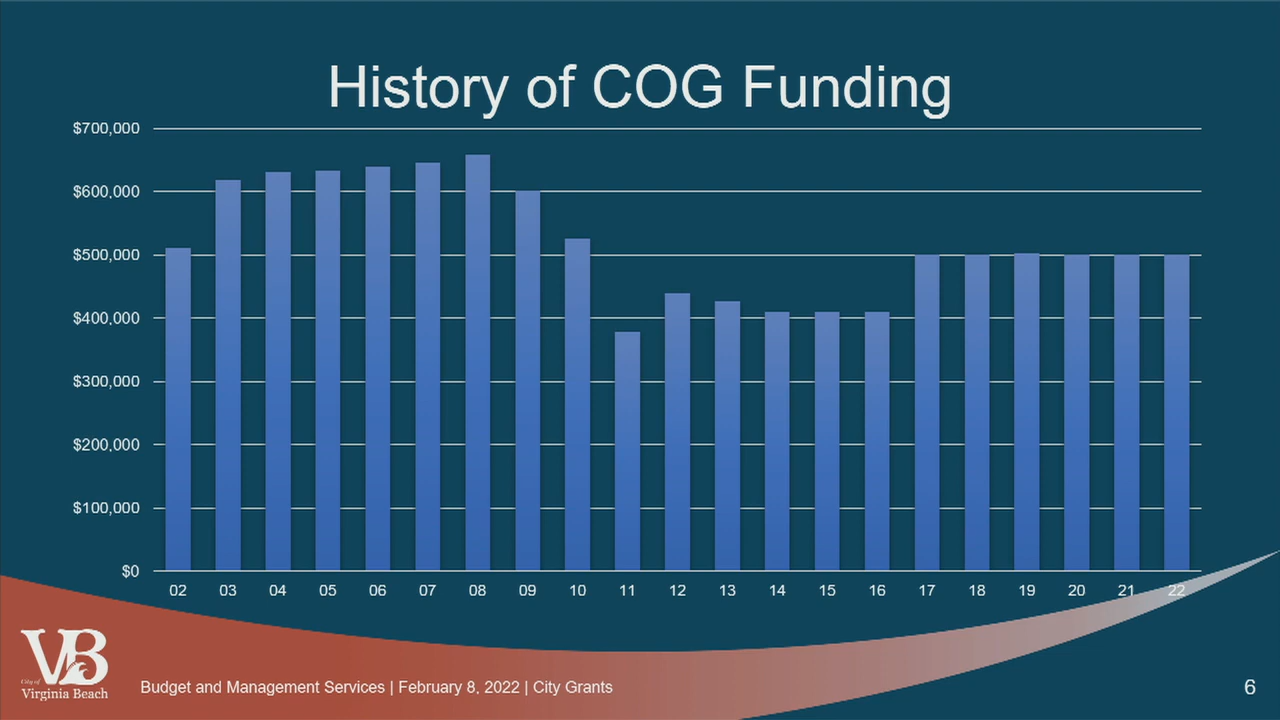 History of COG Funding
$700,000
$600,000
$500,000
$400,000
$300,000
$200,000
$100,000
$0
02 03 04 05 06 07 08 09 10 11 12 13 14 15 16 17 18 19 20 21 22
VB
City of
Virginia Beach
Budget and Management Services | February 8, 2022 | City Grants
6